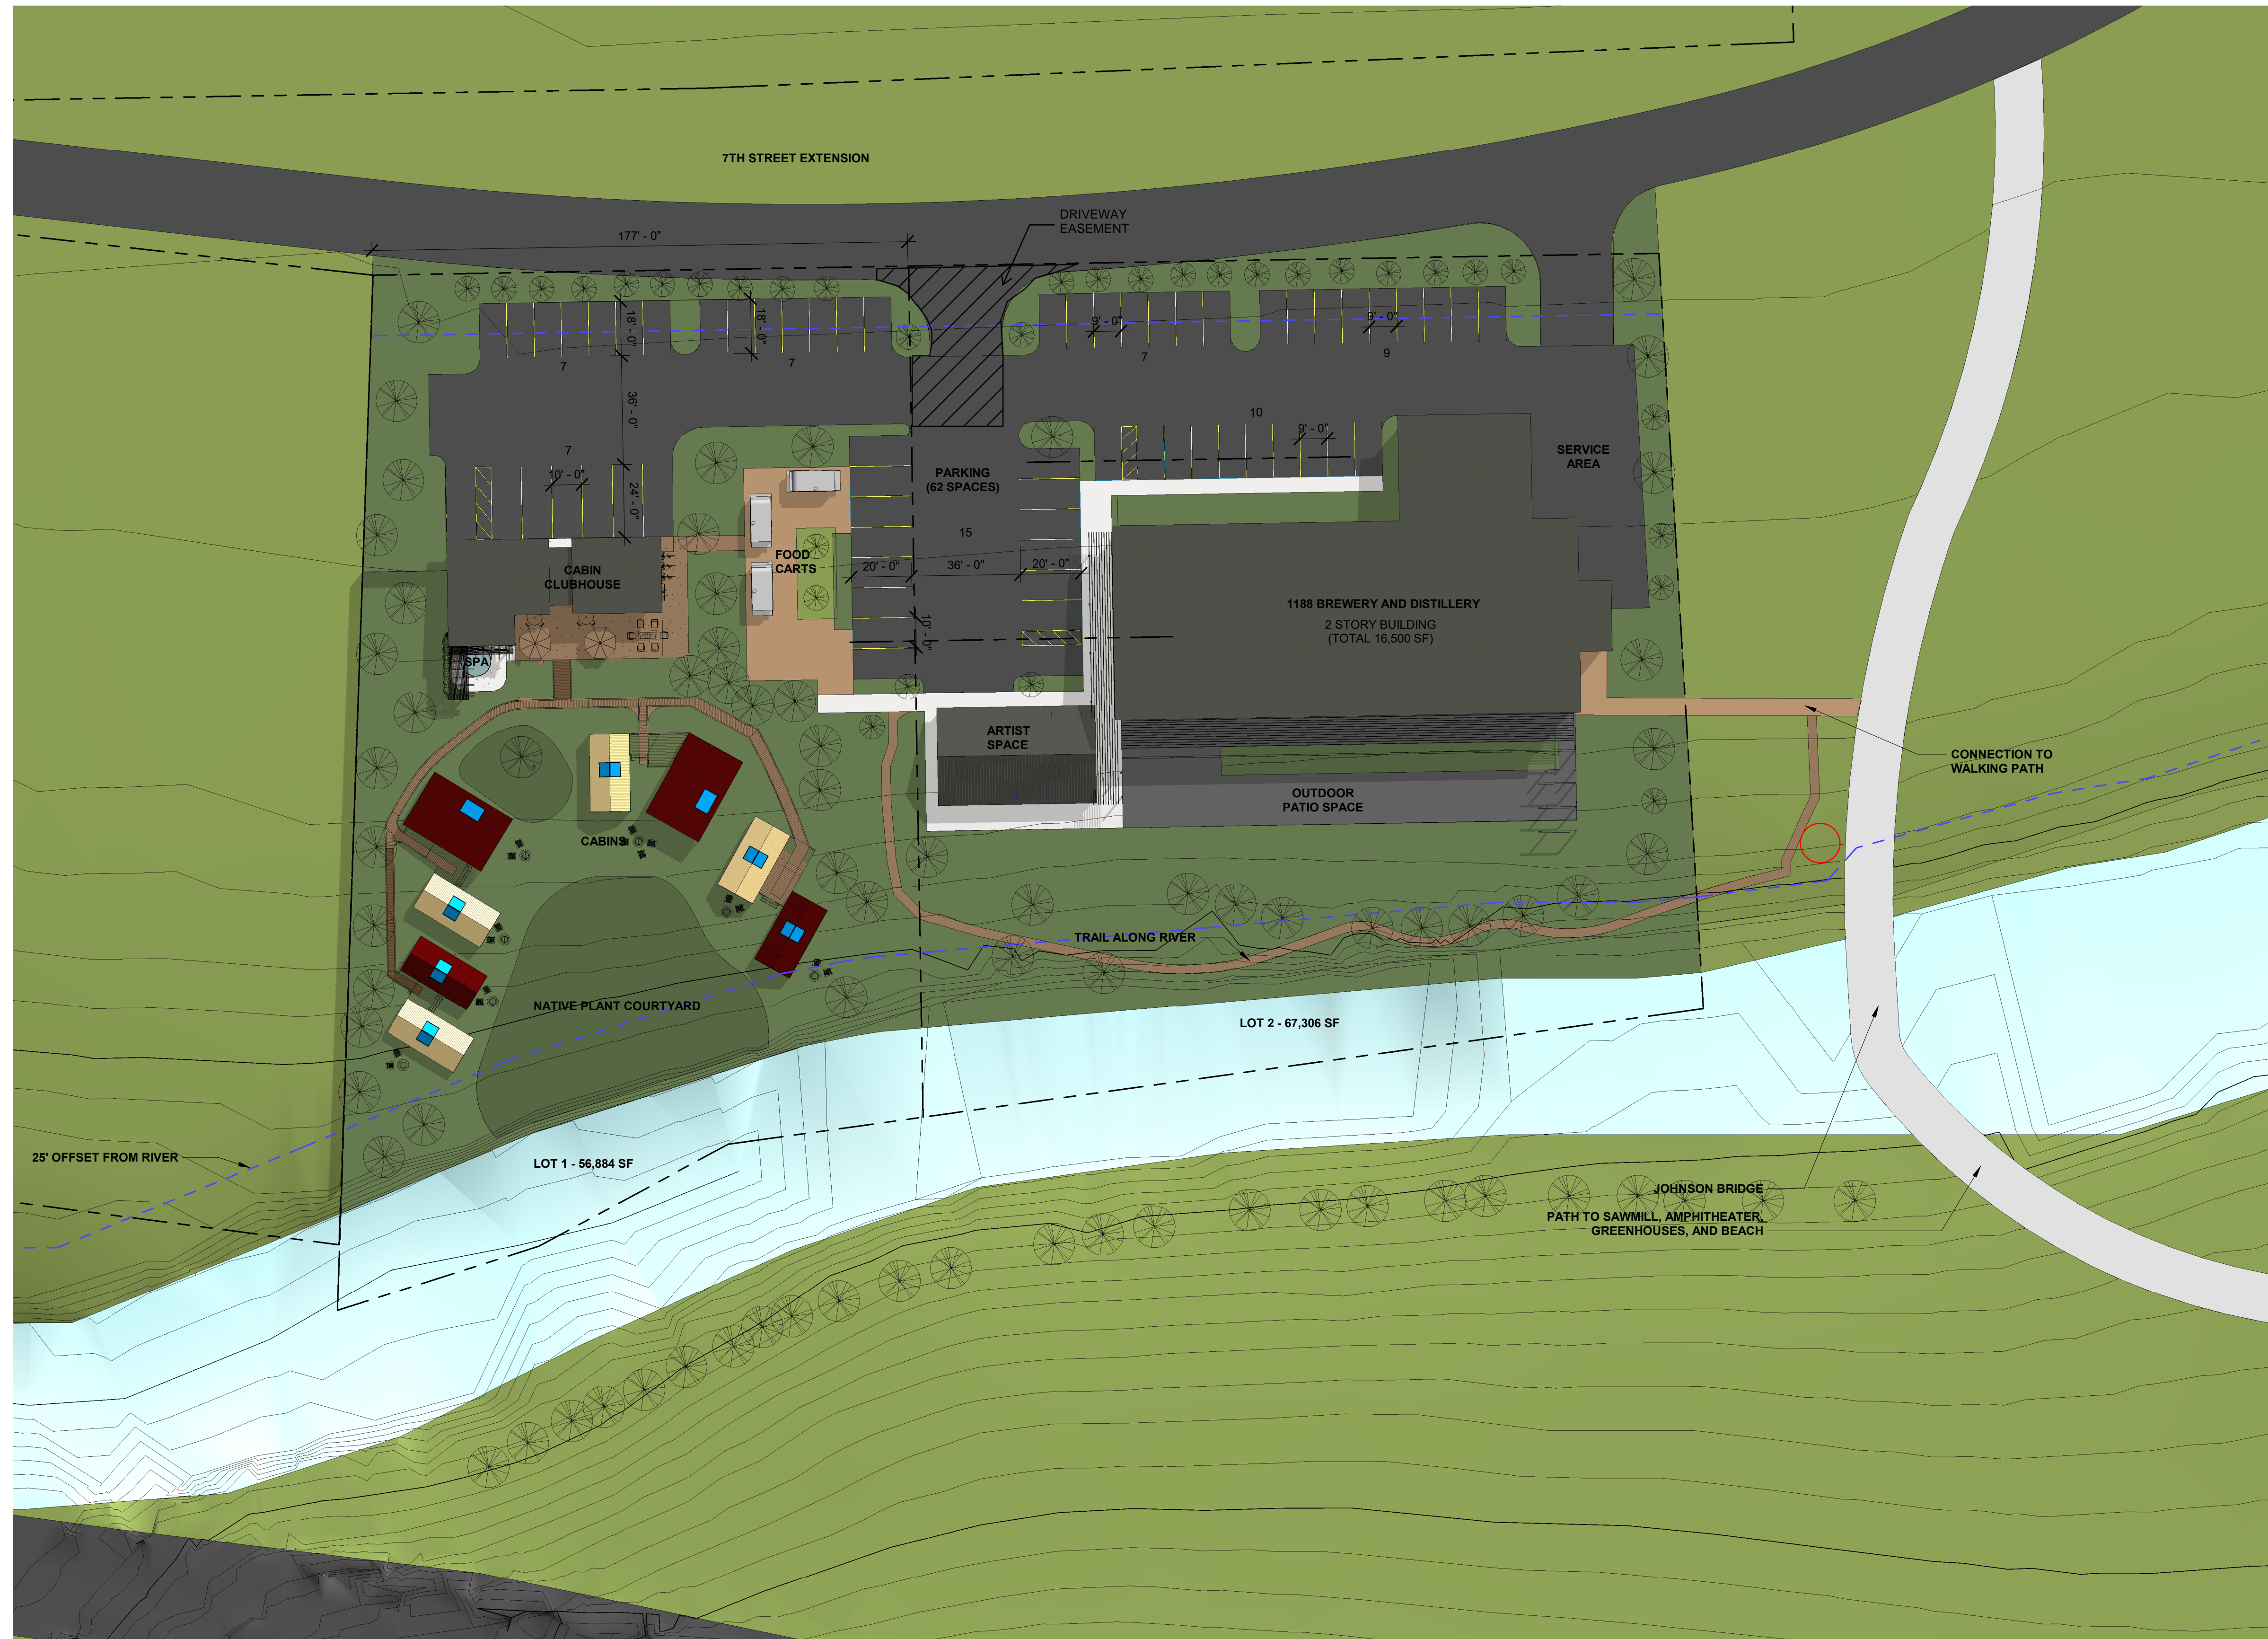 7TH STREET EXTENSION
DRIVEWAY
EASEMENT
177' - 0"
18' - 0"
18' - 0"
9' - 0"
9' - 0"
7
7
7
9
36' - 0"
10
9' - 0"
7
10' - 0"
24' - 0"
PARKING
(62 SPACES)
SERVICE
AREA
15
FOOD
CARTS
20' - 0"
36' - 0"
20' - 0"
CABIN
CLUBHOUSE
1188 BREWERY AND DISTILLERY
2 STORY BUILDING
(TOTAL 16,500 SF)
10' - 0"
SPA
ARTIST
SPACE
CONNECTION TO
WALKING PATH
OUTDOOR
PATIO SPACE
CABINS
TRAIL ALONG RIVER
NATIVE PLANT COURTYARD
LOT 2 - 67,306 SF
25' OFFSET FROM RIVER
LOT 1 - 56,884 SF
JOHNSON BRIDGE
PATH TO SAWMILL, AMPHITHEATER,
GREENHOUSES, AND BEACH